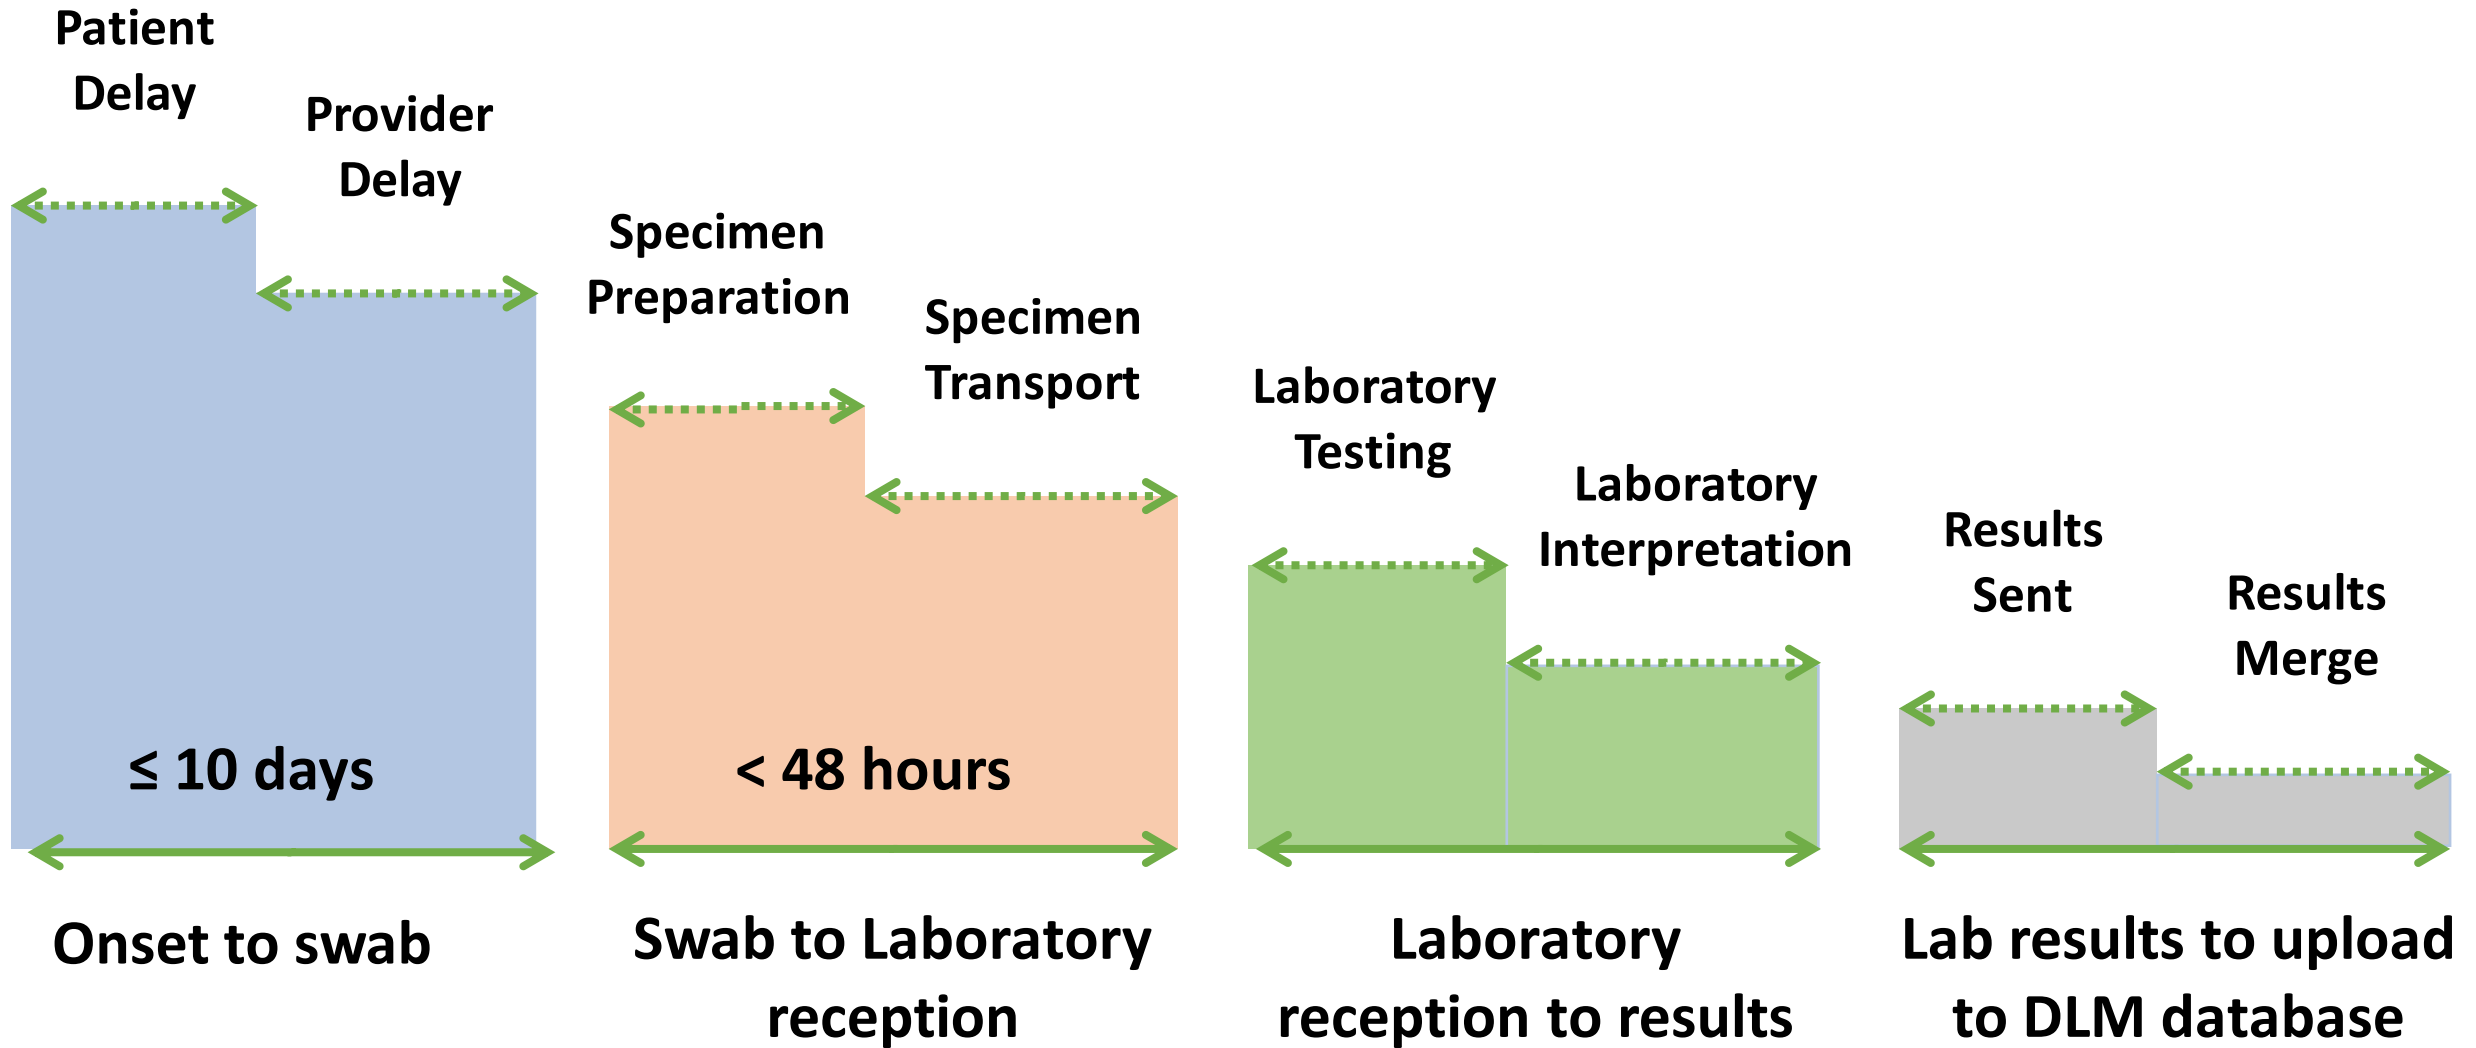 Patient
Delay
Provider
Delay
Specimen
Preparation
Specimen
Transport
Laboratory
Testing
Laboratory
Interpretation
Results
Sent
Results
Merge
≤ 10 days
< 48 hours
Onset to swab
Swab to Laboratory
reception
Laboratory
reception to results
Lab results to upload
to DLM database